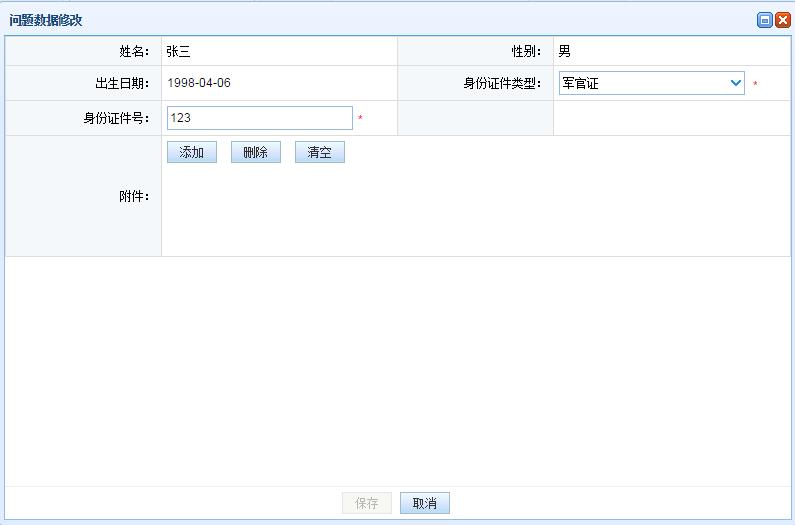 问题数据修改
姓名： 张三 性别： 男
出生日期： 1998-04-06 身份证件类型： 军官证 *
身份证件号： 123 *
添加 删除 清空
附件：
保存 取消